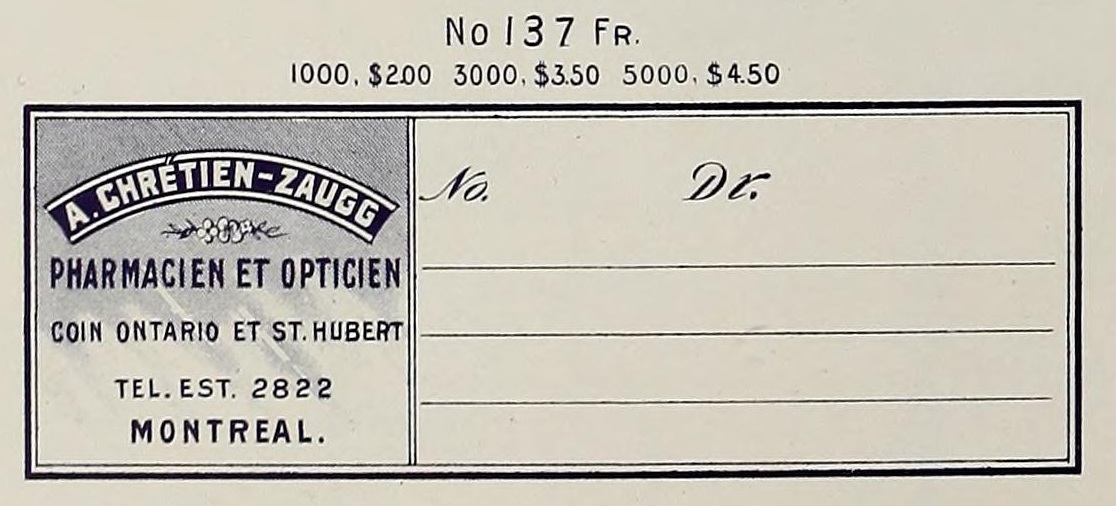 No 137 FR.
1000, $2.00 3000, $3.50 5000, $4.50
A. CHRÉTIEN-ZAUGG
PHARMACIEN ET OPTICIEN
COIN ONTARIO ET ST. HUBERT
TEL. EST. 2822
MONTREAL.
No. Dr.